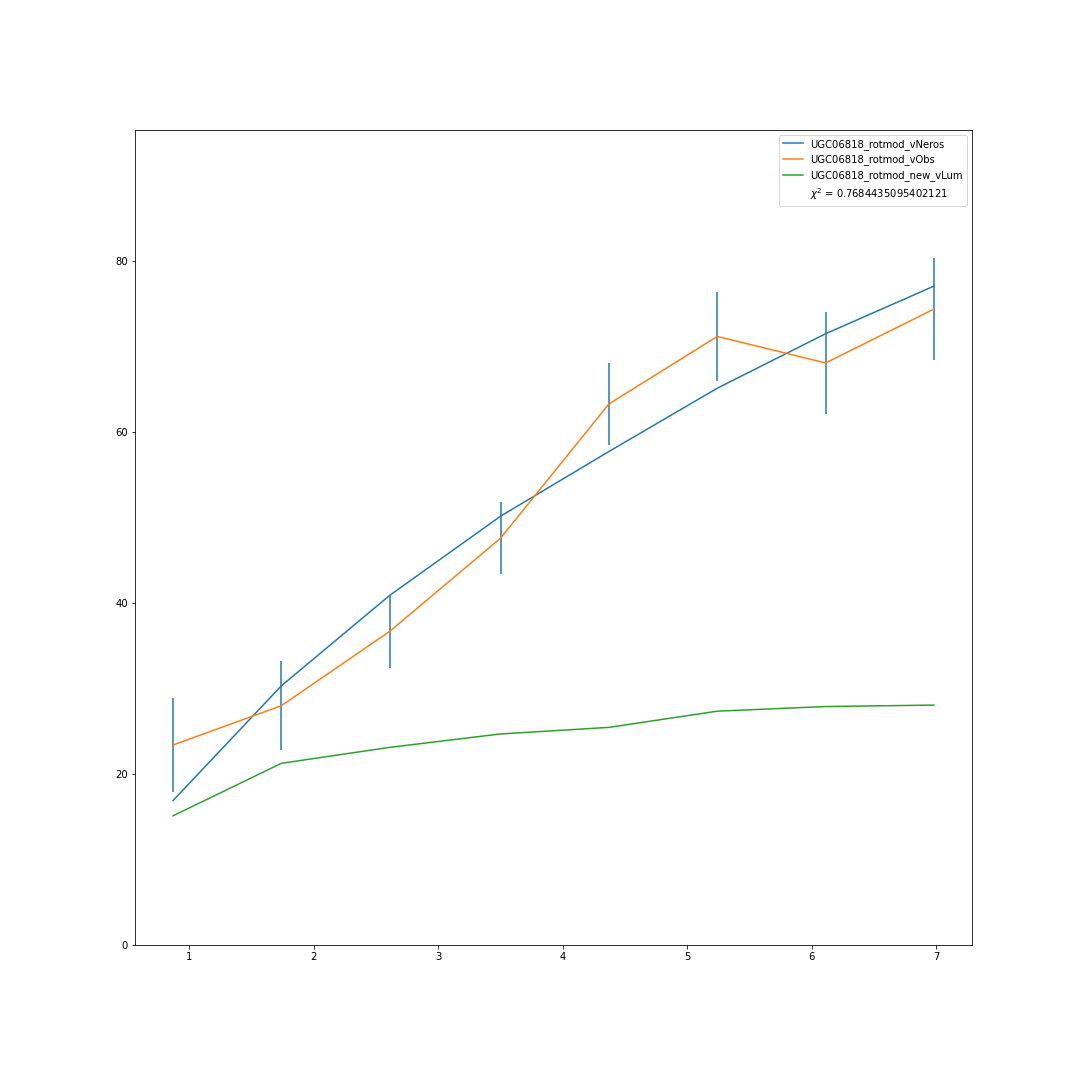 UGC06818_rotmod_vNeros
UGC06818_rotmod_vObs
UGC06818_rotmod_new_vLum
χ² = 0.7684435095402121
80
60
40
20
0
1 2 3 4 5 6 7